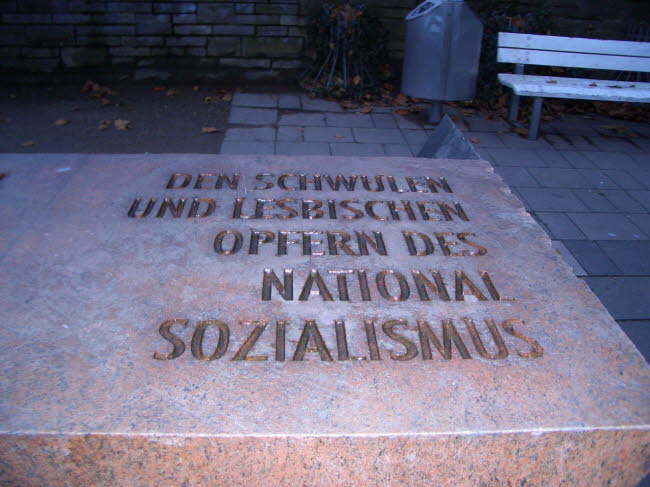 DEN SCHWULEN
UND LESBISCHEN
OPFERN DES
NATIONAL
SOZIALISMUS